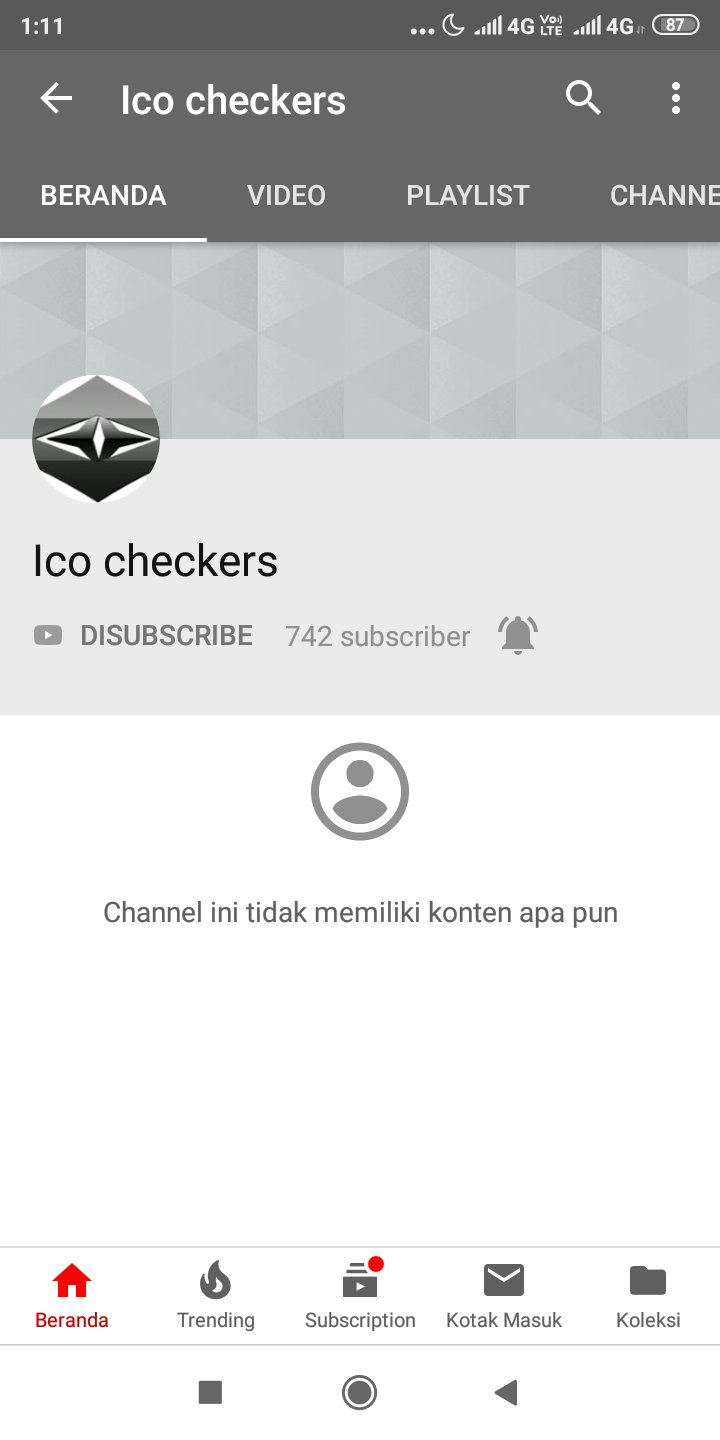 1:11 ... 4G Vo)) LTE 4G 87
Ico checkers
BERANDA VIDEO PLAYLIST CHANNE
Ico checkers
DISUBSCRIBE 742 subscriber
Channel ini tidak memiliki konten apa pun
Beranda Trending Subscription Kotak Masuk Koleksi